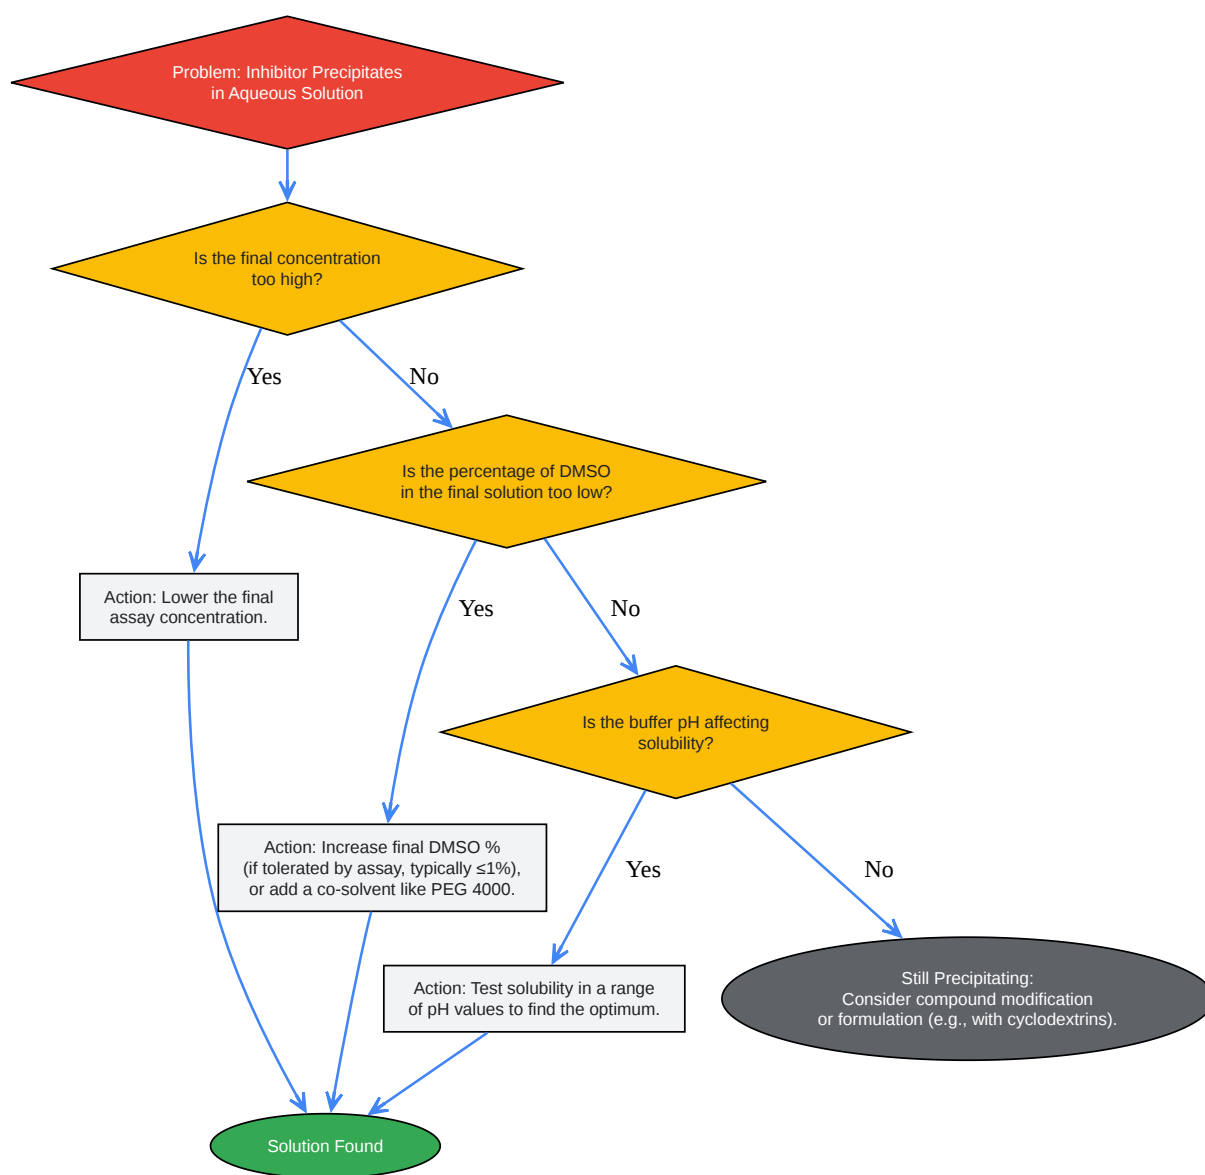 Problem: Inhibitor Precipitates
in Aqueous Solution
Is the final concentration
too high?
Yes
No
Is the percentage of DMSO
in the final solution too low?
Action: Lower the final
assay concentration.
Yes
No
Is the buffer pH affecting
solubility?
Action: Increase final DMSO %
(if tolerated by assay, typically ≤1%),
or add a co-solvent like PEG 4000.
Yes
No
Action: Test solubility in a range
of pH values to find the optimum.
Still Precipitating:
Consider compound modification
or formulation (e.g., with cyclodextrins).
Solution Found